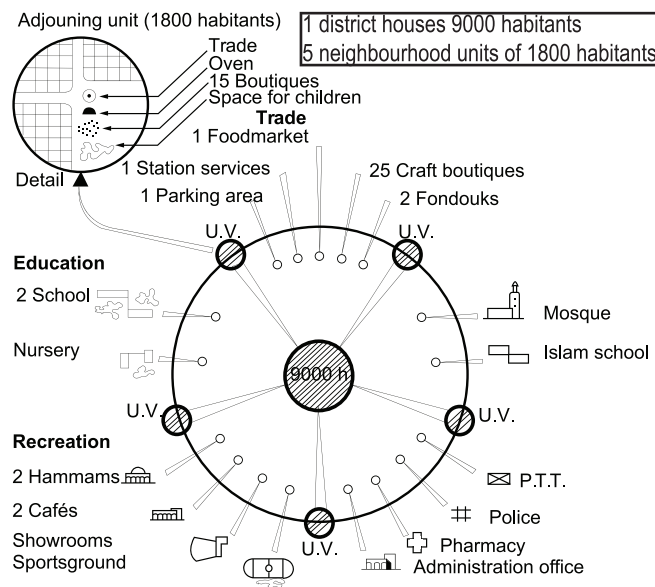 Adjouning unit (1800 habitants)
1 district houses 9000 habitants
5 neighbourhood units of 1800 habitants
Trade
Oven
15 Boutiques
Space for children
Trade
1 Foodmarket
1 Station services
25 Craft boutiques
Detail
1 Parking area
2 Fondouks
U.V.
U.V.
Education
2 School
Mosque
Nursery
Islam school
9000 h
U.V.
U.V.
Recreation
2 Hammams
P.T.T.
2 Cafés
Police
Showrooms
Pharmacy
Sportsground
U.V.
Administration office